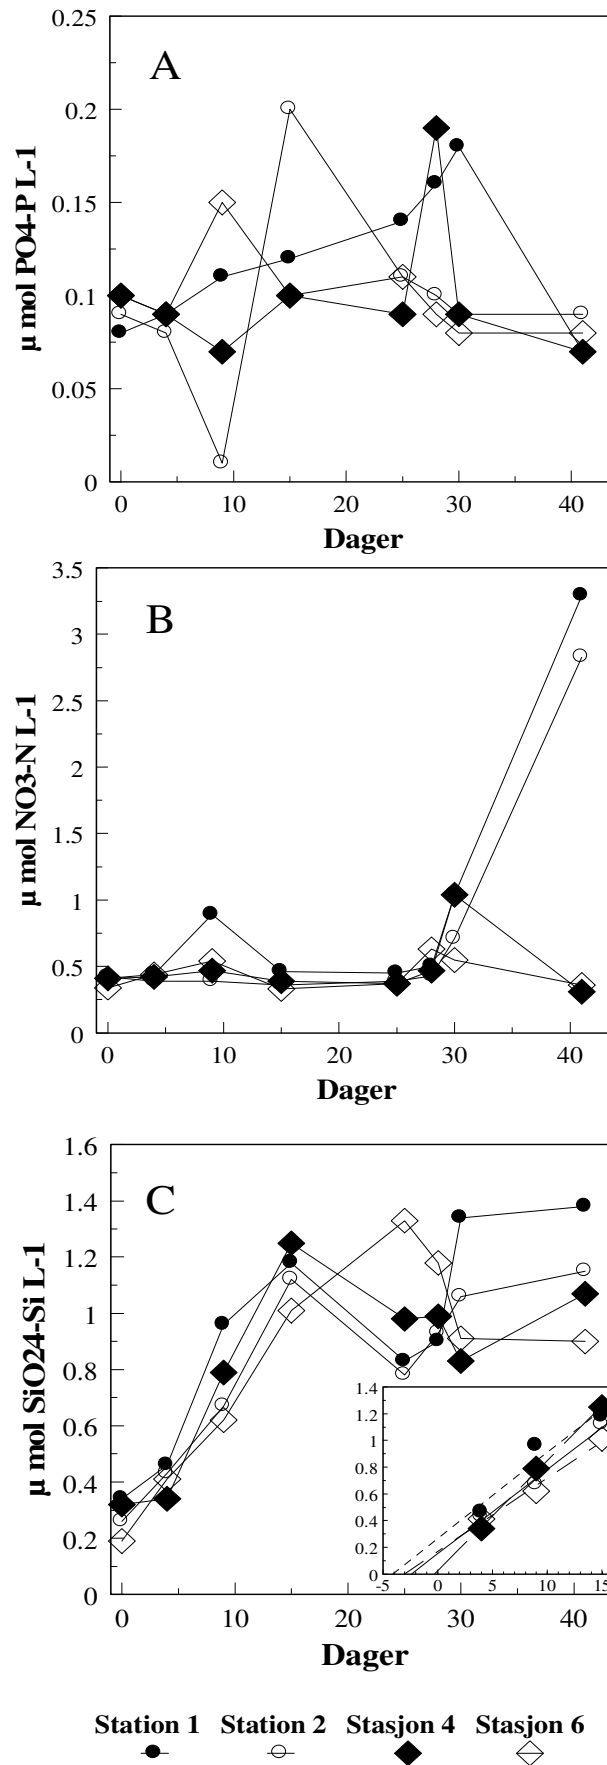 0.25
A
0.2
0.15
0.1
0.05
0
µ mol PO4-P L-1
0 10 20 30 40
Dager
3.5
B
3
2.5
2
1.5
1
0.5
0
µ mol NO3-N L-1
0 10 20 30 40
Dager
1.6
C
1.4
1.2
1
0.8
0.6
0.4
0.2
0
µ mol SiO24-Si L-1
1.4
1.2
1
0.8
0.6
0.4
0.2
0
-5 0 5 10 15
0 10 20 30 40
Dager
Station 1 Station 2 Stasjon 4 Stasjon 6